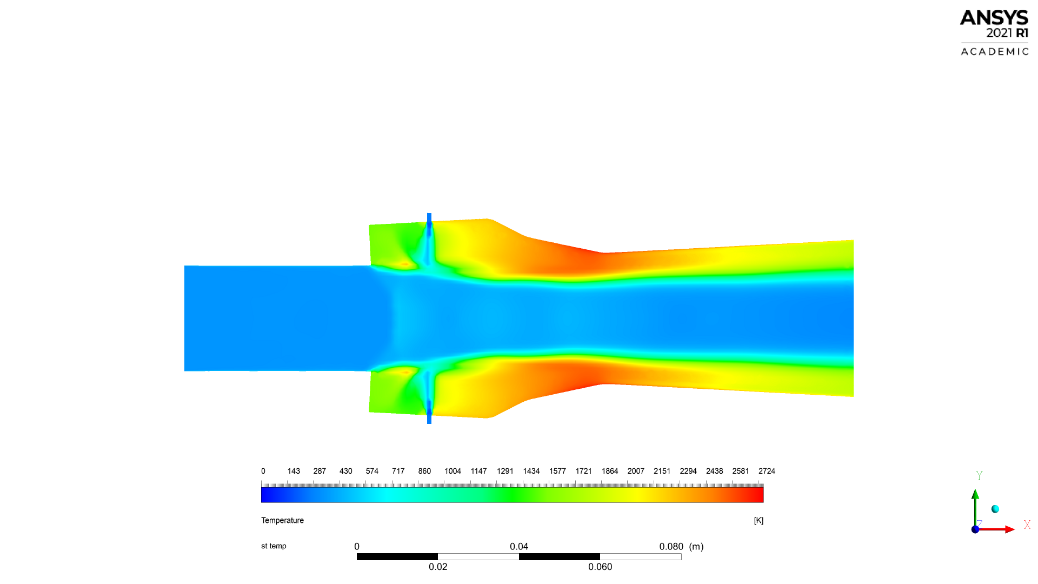 ANSYS
2021 R1
ACADEMIC
0 143 287 430 574 717 860 1004 1147 1291 1434 1577 1721 1864 2007 2151 2294 2438 2581 2724
Temperature [K]
st temp
0 0.04 0.080 (m)
0.02 0.060
Y
Z
X